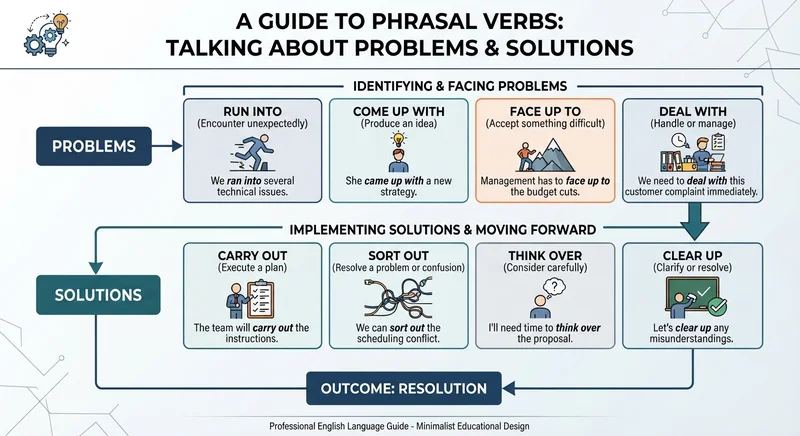 A GUIDE TO PHRASAL VERBS:
TALKING ABOUT PROBLEMS & SOLUTIONS
IDENTIFYING & FACING PROBLEMS
PROBLEMS
RUN INTO
(Encounter unexpectedly)
We ran into several
technical issues.
COME UP WITH
(Produce an idea)
She came up with a new
strategy.
FACE UP TO
(Accept something difficult)
Management has to face up to
the budget cuts.
DEAL WITH
(Handle or manage)
We need to deal with this
customer complaint immediately.
IMPLEMENTING SOLUTIONS & MOVING FORWARD
SOLUTIONS
CARRY OUT
(Execute a plan)
The team will carry out the
instructions.
SORT OUT
(Resolve a problem or confusion)
We can sort out the
scheduling conflict.
THINK OVER
(Consider carefully)
?
I'll need time to think over
the proposal.
CLEAR UP
(Clarify or resolve)
Let's clear up any
misunderstandings.
OUTCOME: RESOLUTION
Professional English Language Guide - Minimalist Educational Design